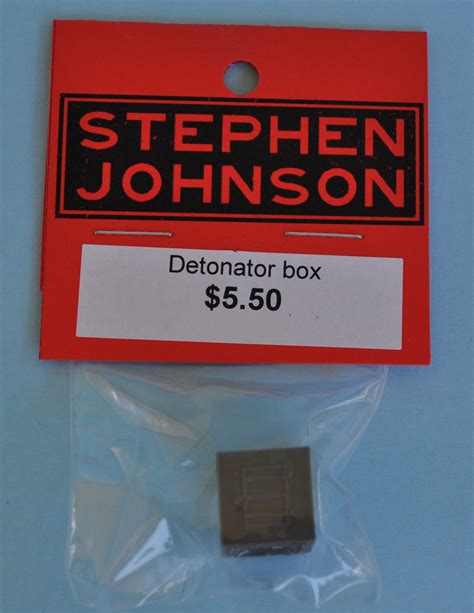 STEPHEN
JOHNSON
Detonator box
$5.50